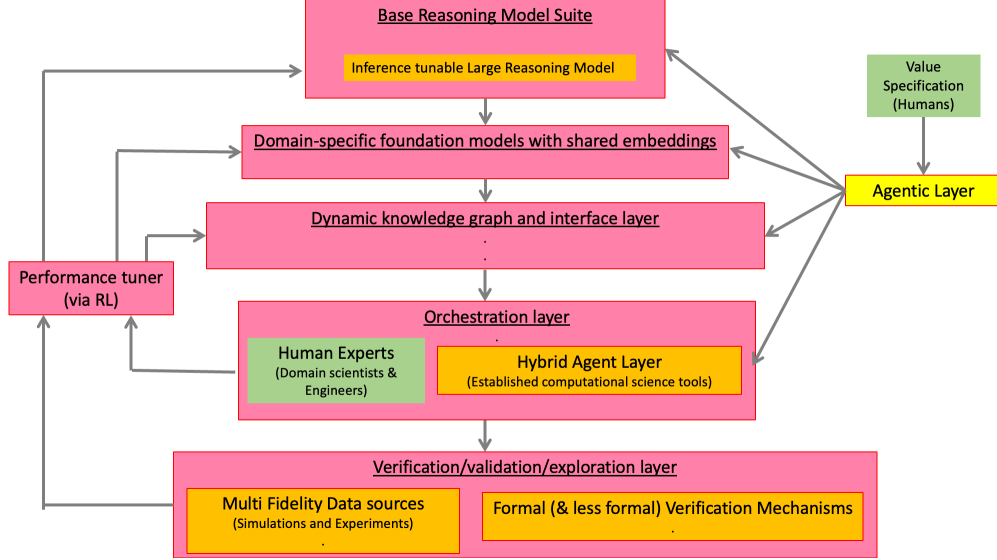 Base Reasoning Model Suite
Inference tunable Large Reasoning Model
Value
Specification
(Humans)
Domain-specific foundation models with shared embeddings
Agentic Layer
Dynamic knowledge graph and interface layer
.
.
Performance tuner
(via RL)
Orchestration layer
.
Human Experts
(Domain scientists &
Engineers)
Hybrid Agent Layer
(Established computational science tools)
Verification/validation/exploration layer
Multi Fidelity Data sources
(Simulations and Experiments)
.
Formal (& less formal) Verification Mechanisms
.